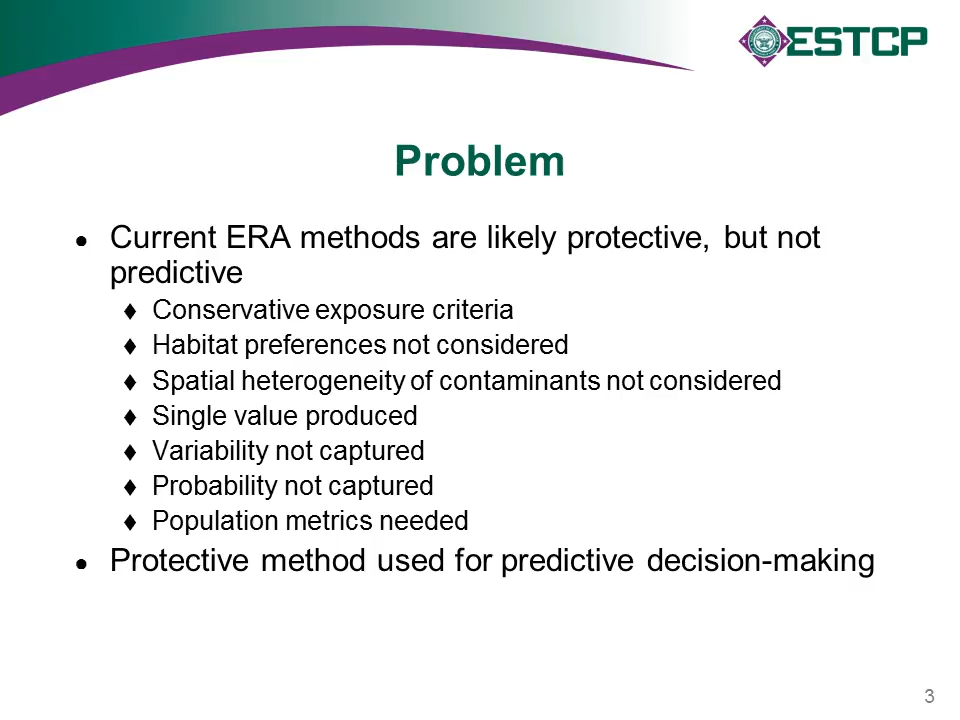 ESTCP
Problem
● Current ERA methods are likely protective, but not
predictive
♦ Conservative exposure criteria
♦ Habitat preferences not considered
♦ Spatial heterogeneity of contaminants not considered
♦ Single value produced
♦ Variability not captured
♦ Probability not captured
♦ Population metrics needed
● Protective method used for predictive decision-making
3